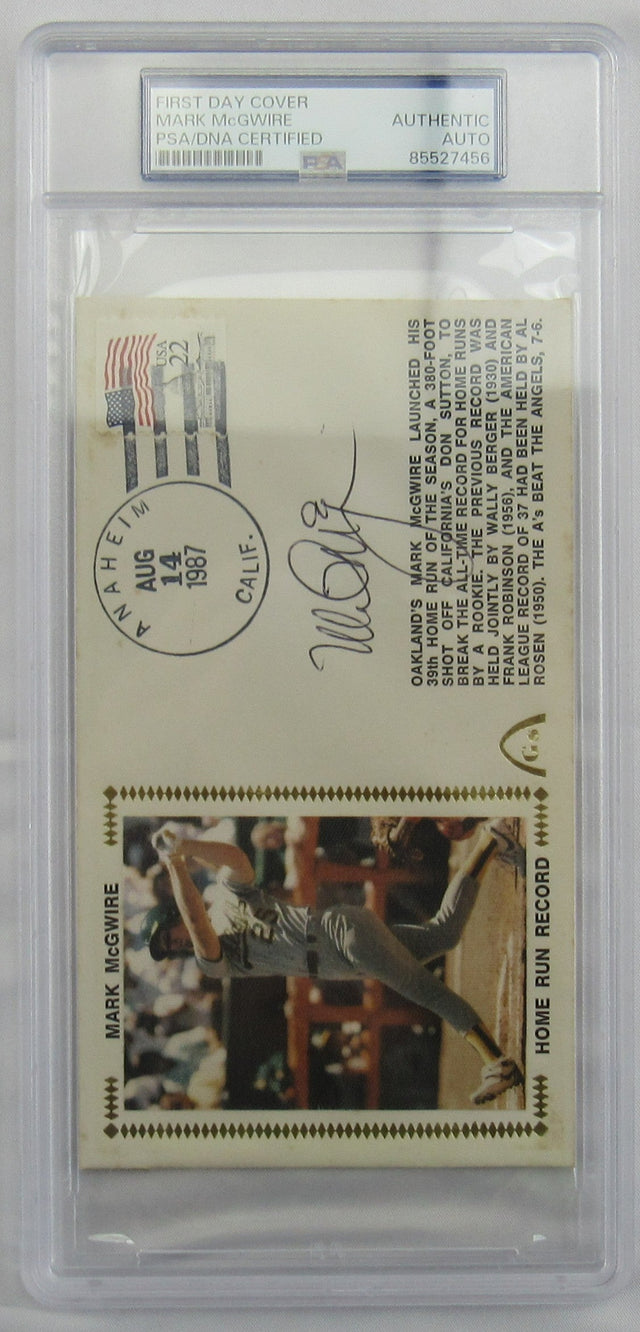 FIRST DAY COVER
MARK McGWIRE
PSA/DNA CERTIFIED
AUTHENTIC
AUTO
85527456
PSA
USA
22
ANAHEIM
AUG
14
1987
CALIF.
OAKLAND'S MARK McGWIRE LAUNCHED HIS
39th HOME RUN OF THE SEASON, A 380-FOOT
SHOT OFF CALIFORNIA'S DON SUTTON, TO
BREAK THE ALL-TIME RECORD FOR HOME RUNS
BY A ROOKIE. THE PREVIOUS RECORD WAS
HELD JOINTLY BY WALLY BERGER (1930) AND
FRANK ROBINSON (1956), AND THE AMERICAN
LEAGUE RECORD OF 37 HAD BEEN HELD BY AL
ROSEN (1950). THE A's BEAT THE ANGELS, 7-6.
Gs
MARK McGWIRE
25
HOME RUN RECORD